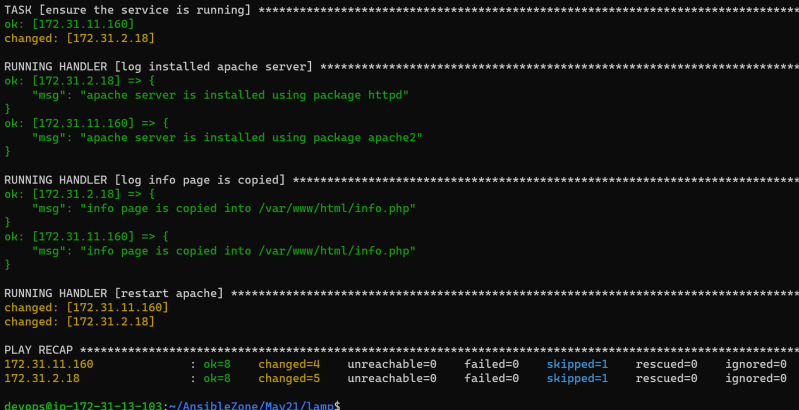 TASK [ensure the service is running] *******************************************************************************
ok: [172.31.11.160]
changed: [172.31.2.18]
RUNNING HANDLER [log installed apache server] **********************************************************************
ok: [172.31.2.18] => {
    "msg": "apache server is installed using package httpd"
}
ok: [172.31.11.160] => {
    "msg": "apache server is installed using package apache2"
}
RUNNING HANDLER [log info page is copied] **************************************************************************
ok: [172.31.2.18] => {
    "msg": "info page is copied into /var/www/html/info.php"
}
ok: [172.31.11.160] => {
    "msg": "info page is copied into /var/www/html/info.php"
}
RUNNING HANDLER [restart apache] ***********************************************************************************
changed: [172.31.11.160]
changed: [172.31.2.18]
PLAY RECAP *********************************************************************************************************
172.31.11.160              : ok=8    changed=4    unreachable=0    failed=0    skipped=1    rescued=0    ignored=0
172.31.2.18                : ok=8    changed=5    unreachable=0    failed=0    skipped=1    rescued=0    ignored=0
devops@ip-172-31-13-103:~/AnsibleZone/May21/lamp$